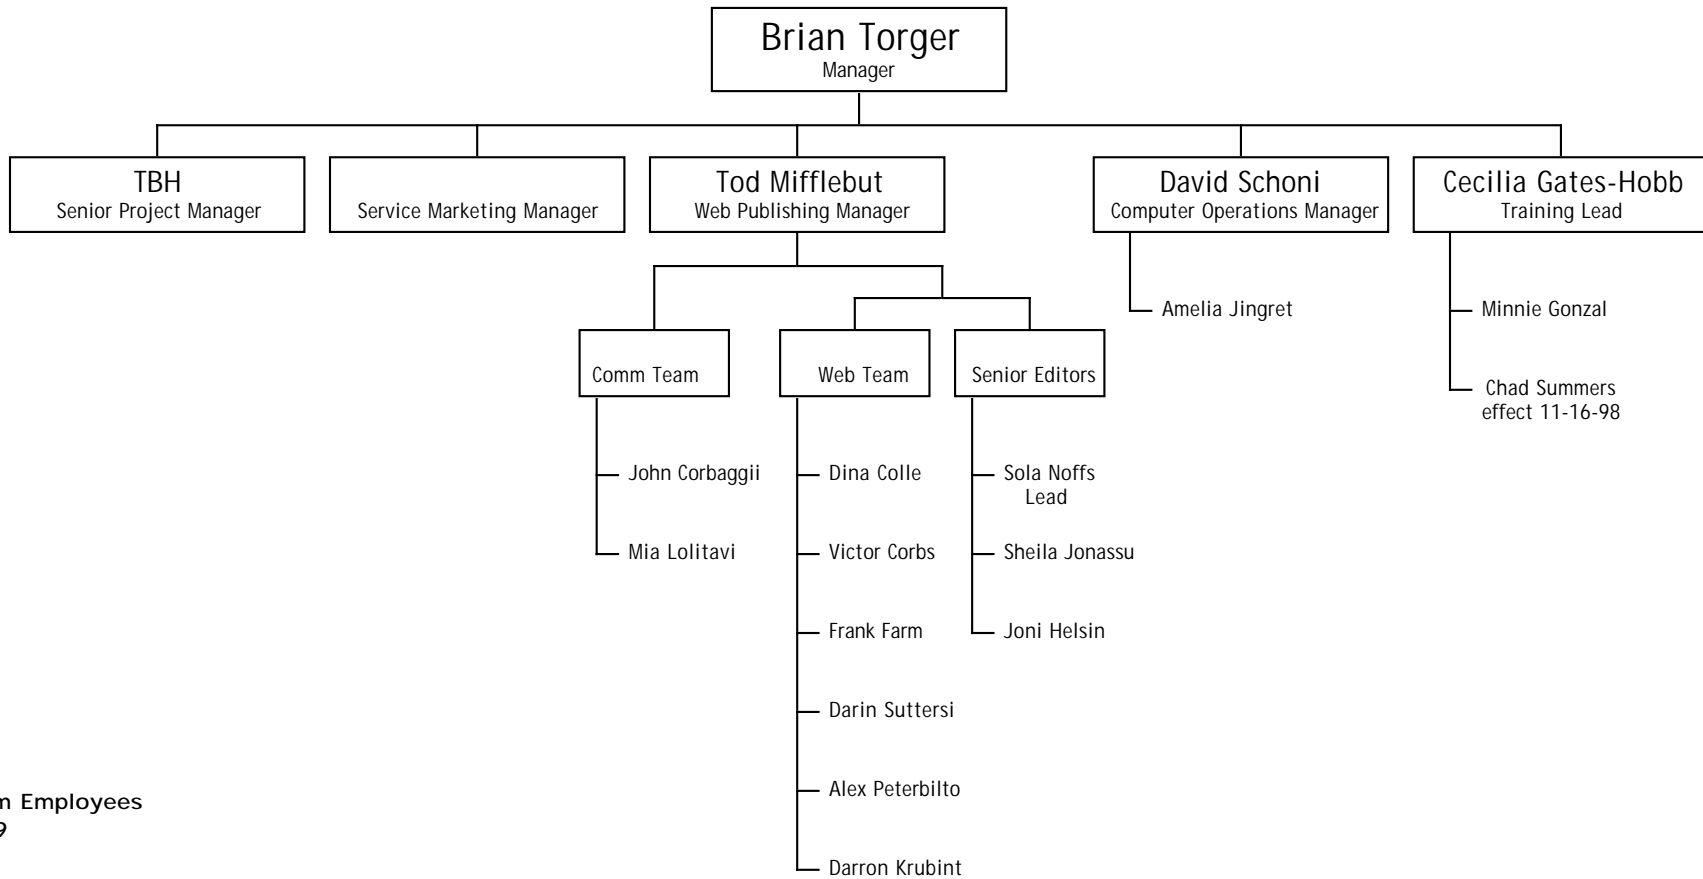 Brian Torger
Manager
TBH
Senior Project Manager
Service Marketing Manager
Tod Mifflebut
Web Publishing Manager
David Schoni
Computer Operations Manager
Cecilia Gates-Hobb
Training Lead
Comm Team
John Corbaggii
Mia Lolitavi
Web Team
Dina Colle
Victor Corbs
Frank Farm
Darin Suttersi
Alex Peterbilto
Darron Krubint
Senior Editors
Sola Noffs
Lead
Sheila Jonassu
Joni Helsin
Amelia Jingret
Minnie Gonzal
Chad Summers
effect 11-16-98
Employees
9